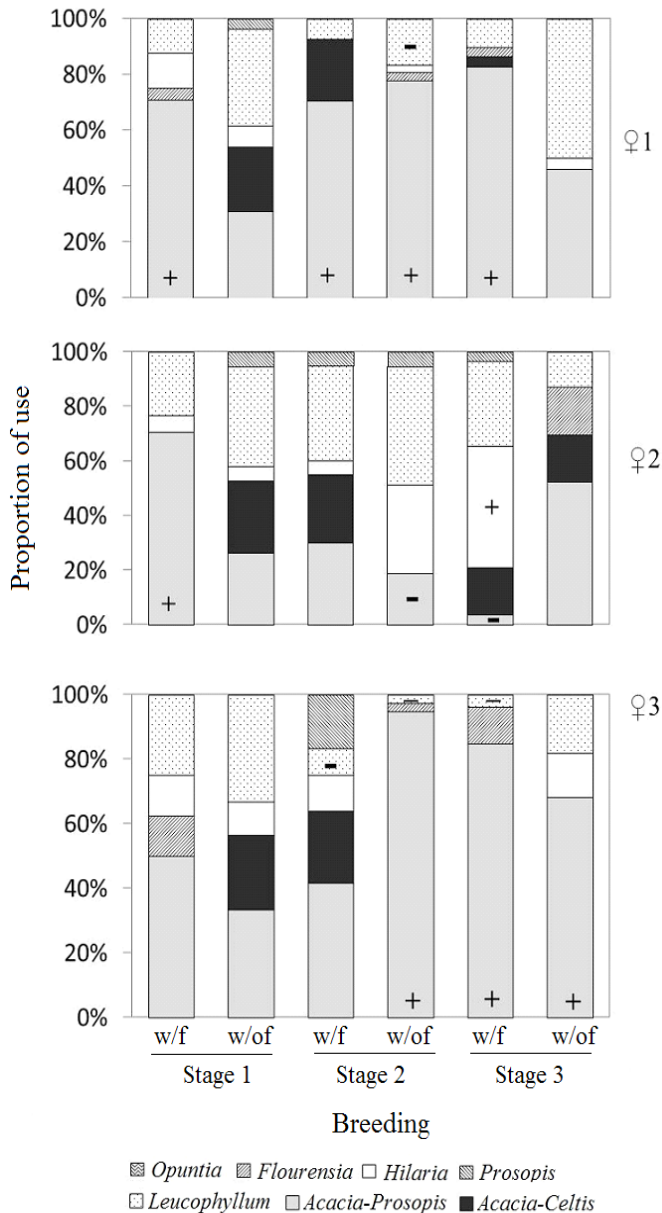 100%
80%
60%
40%
20%
0%
+ + + - +
♀1
100%
80%
60%
40%
20%
0%
+ - + -
♀2
100%
80%
60%
40%
20%
0%
- - - + + +
♀3
Proportion of use
w/f w/of w/f w/of w/f w/of
Stage 1 Stage 2 Stage 3
Breeding
Opuntia Flourensia Hilaria Prosopis
Leucophyllum Acacia-Prosopis Acacia-Celtis